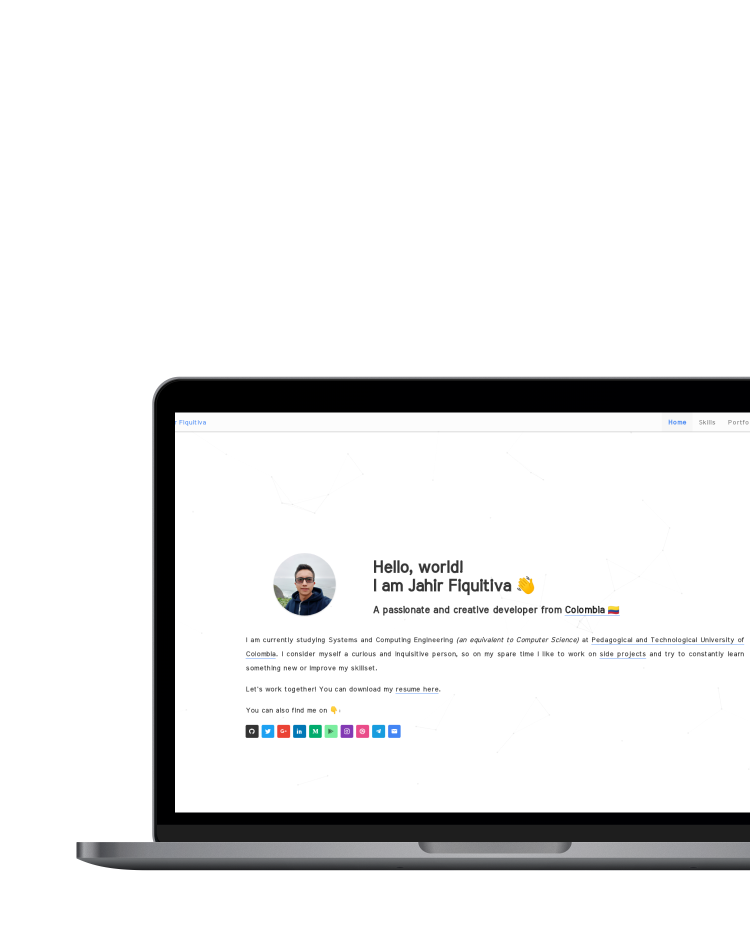 Fiquitiva
Home Skills
Hello, world!
I am Jahir Fiquitiva 👋
A passionate and creative developer from Colombia 🇨🇴
I am currently studying Systems and Computing Engineering (an equivalent to Computer Science) at Pedagogical and Technological University of
Colombia. I consider myself a curious and inquisitive person, so on my spare time I like to work on side projects and try to constantly learn
something new or improve my skillset.
Let's work together! You can download my resume here.
You can also find me on 👇.
G+ in M